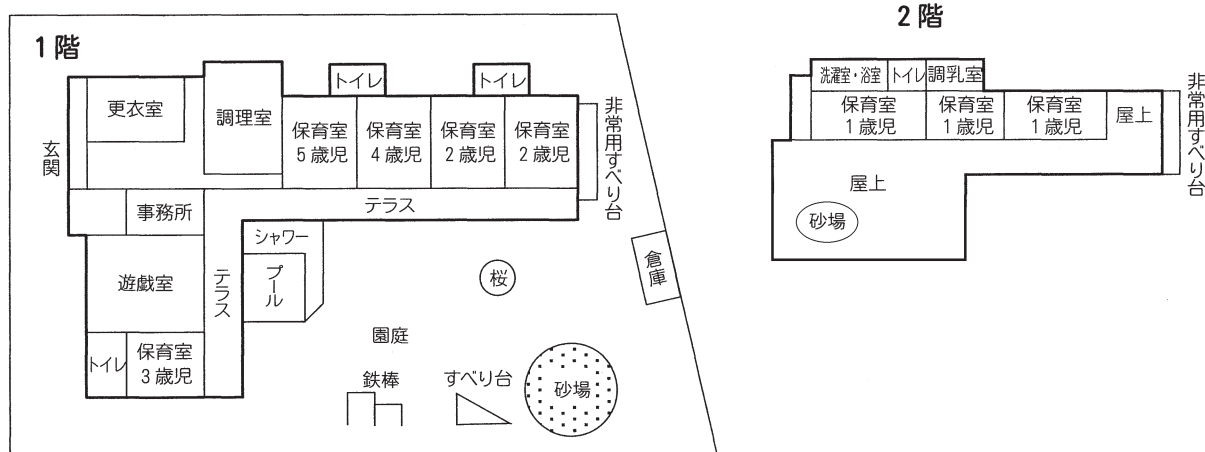 1階
更衣室
調理室
トイレ
トイレ
玄関
保育室
5歳児
保育室
4歳児
保育室
2歳児
保育室
2歳児
非常用すべり台
事務所
テラス
遊戯室
テラス
シャワー
プール
桜
倉庫
園庭
トイレ
保育室
3歳児
鉄棒
すべり台
砂場
2階
洗濯室・浴室
トイレ
調乳室
保育室
1歳児
保育室
1歳児
保育室
1歳児
屋上
非常用すべり台
屋上
砂場